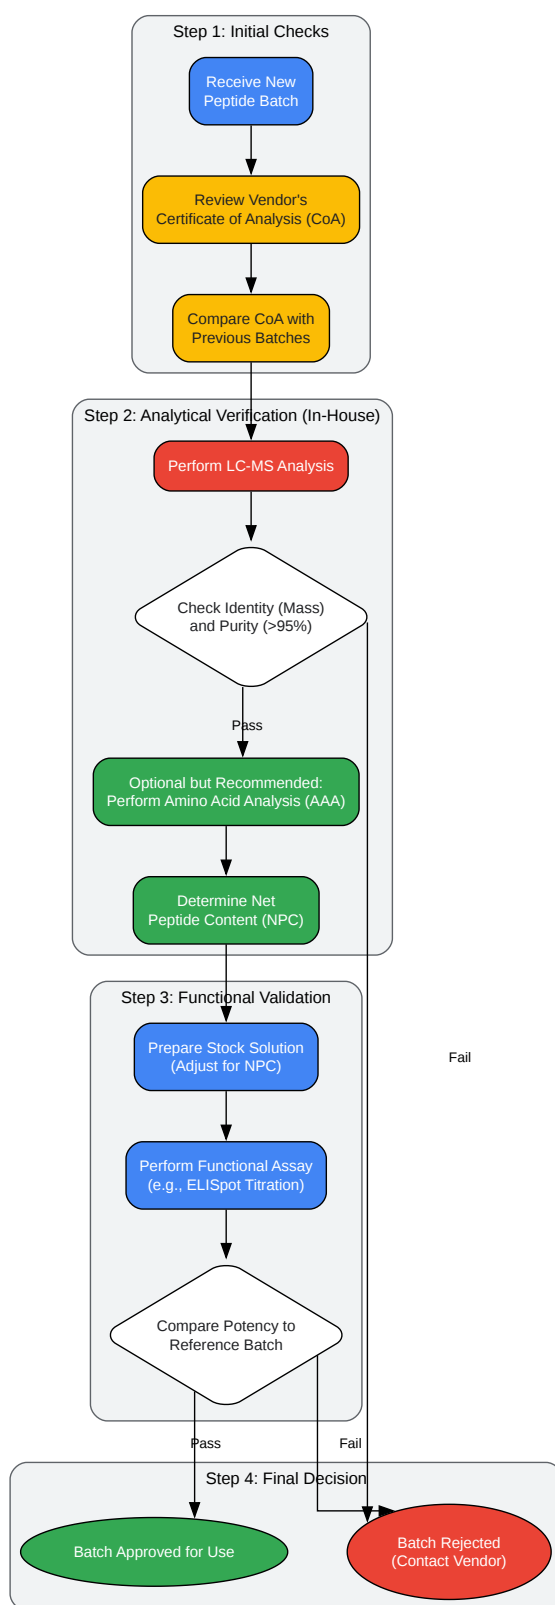 Step 1: Initial Checks
Receive New
Peptide Batch
Review Vendor's
Certificate of Analysis (CoA)
Compare CoA with
Previous Batches
Step 2: Analytical Verification (In-House)
Perform LC-MS Analysis
Check Identity (Mass)
and Purity (>95%)
Pass
Optional but Recommended:
Perform Amino Acid Analysis (AAA)
Determine Net
Peptide Content (NPC)
Step 3: Functional Validation
Prepare Stock Solution
(Adjust for NPC)
Fail
Perform Functional Assay
(e.g., ELISpot Titration)
Compare Potency to
Reference Batch
Pass
Fail
Step 4: Final Decision
Batch Approved for Use
Batch Rejected
(Contact Vendor)